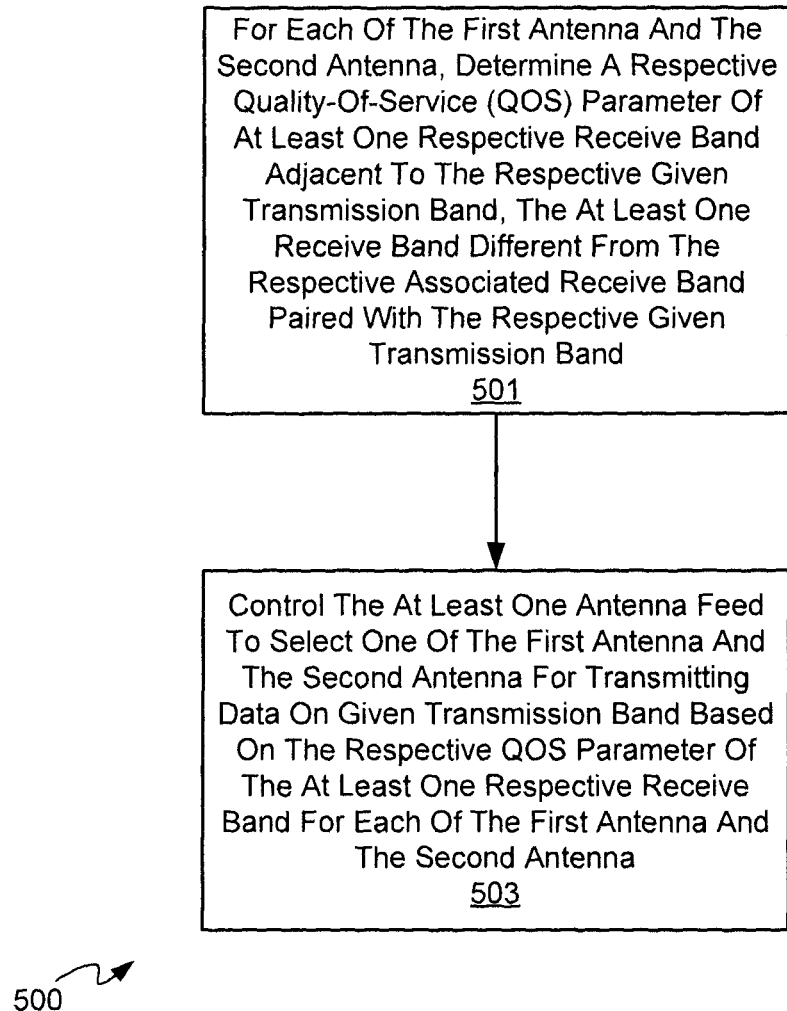 For Each Of The First Antenna And The
Second Antenna, Determine A Respective
Quality-Of-Service (QOS) Parameter Of
At Least One Respective Receive Band
Adjacent To The Respective Given
Transmission Band, The At Least One
Receive Band Different From The
Respective Associated Receive Band
Paired With The Respective Given
Transmission Band
501
Control The At Least One Antenna Feed
To Select One Of The First Antenna And
The Second Antenna For Transmitting
Data On Given Transmission Band Based
On The Respective QOS Parameter Of
The At Least One Respective Receive
Band For Each Of The First Antenna And
The Second Antenna
503
500